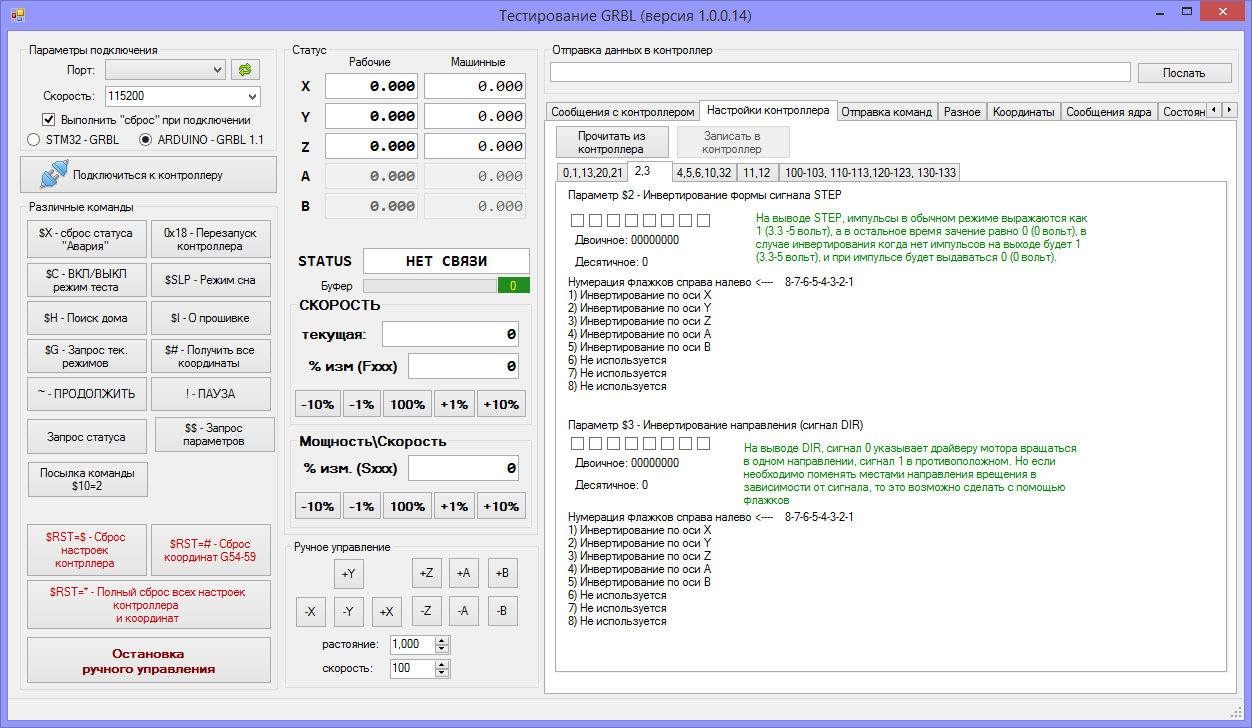 Тестирование GRBL (версия 1.0.0.14)
Параметры подключения
Порт:
Скорость: 115200
Выполнить "сброс" при подключении
STM32 - GRBL ARDUINO - GRBL 1.1
Подключиться к контроллеру
Различные команды
$X - сброс статуса
"Авария"
0x18 - Перезапуск
контроллера
$C - ВКЛ/ВЫКЛ
режим теста
$SLP - Режим сна
$H - Поиск дома
$I - О прошивке
$G - Запрос тек.
режимов
$# - Получить все
координаты
~ - ПРОДОЛЖИТЬ
! - ПАУЗА
Запрос статуса
$$ - Запрос
параметров
Посылка команды
$10=2
$RST=$ - Сброс
настроек
контрллера
$RST=# - Сброс
координат G54-59
$RST=* - Полный сброс всех настроек
контроллера
и координат
Остановка
ручного управления
Статус
Рабочие Машинные
X 0.000 0.000
Y 0.000 0.000
Z 0.000 0.000
A 0.000 0.000
B 0.000 0.000
STATUS НЕТ СВЯЗИ
Буфер 0
СКОРОСТЬ
текущая: 0
% изм (Fxxx) 0
-10% -1% 100% +1% +10%
Мощность\Скорость
% изм. (Sxxx) 0
-10% -1% 100% +1% +10%
Ручное управление
+Y +Z +A +B
-X -Y +X -Z -A -B
растояние: 1,000
скорость: 100
Отправка данных в контроллер
Послать
Сообщения с контроллером Настройки контроллера Отправка команд Разное Координаты Сообщения ядра Состоян
Прочитать из
контроллера
Записать в
контроллер
0,1,13,20,21 2,3 4,5,6,10,32 11,12 100-103, 110-113,120-123, 130-133
Параметр $2 - Инвертирование формы сигнала STEP
Двоичное: 00000000
Десятичное: 0
На выводе STEP, импульсы в обычном режиме выражаются как
1 (3.3 -5 вольт), а в остальное время зачение равно 0 (0 вольт), в
случае инвертирования когда нет импульсов на выходе будет 1
(3.3-5 вольт), и при импульсе будет выдаваться 0 (0 вольт).
Нумерация флажков справа налево <---- 8-7-6-5-4-3-2-1
1) Инвертирование по оси X
2) Инвертирование по оси Y
3) Инвертирование по оси Z
4) Инвертирование по оси A
5) Инвертирование по оси B
6) Не используется
7) Не используется
8) Не используется
Параметр $3 - Инвертирование направления (сигнал DIR)
Двоичное: 00000000
Десятичное: 0
На выводе DIR, сигнал 0 указывает драйверу мотора вращаться
в одном направлении, сигнал 1 в противоположном. Но если
необходимо поменять местами направления врещения в
зависимости от сигнала, то это возможно сделать с помощью
флажков
Нумерация флажков справа налево <---- 8-7-6-5-4-3-2-1
1) Инвертирование по оси X
2) Инвертирование по оси Y
3) Инвертирование по оси Z
4) Инвертирование по оси A
5) Инвертирование по оси B
6) Не используется
7) Не используется
8) Не используется